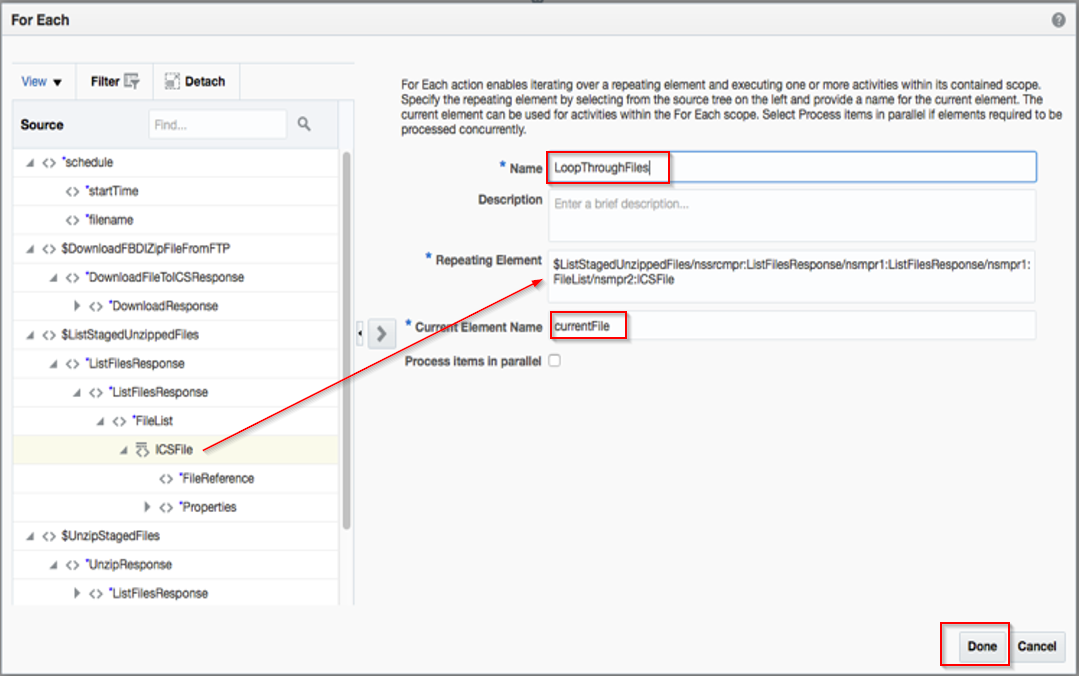 For Each
View
Filter
Detach
Source
Find...
*schedule
*startTime
*filename
$DownloadFBDIZipFileFromFTP
*DownloadFileToICSResponse
*DownloadResponse
$ListStagedUnzippedFiles
*ListFilesResponse
*ListFilesResponse
*FileList
ICSFile
*FileReference
*Properties
$UnzipStagedFiles
*UnzipResponse
*ListFilesResponse
For Each action enables iterating over a repeating element and executing one or more activities within its contained scope.
Specify the repeating element by selecting from the source tree on the left and provide a name for the current element. The
current element can be used for activities within the For Each scope. Select Process items in parallel if elements required to be
processed concurrently.
* Name LoopThroughFiles
Description Enter a brief description...
* Repeating Element $ListStagedUnzippedFiles/nssrcmpr:ListFilesResponse/nsmpr1:ListFilesResponse/nsmpr1:
FileList/nsmpr2:ICSFile
* Current Element Name currentFile
Process items in parallel
Done
Cancel